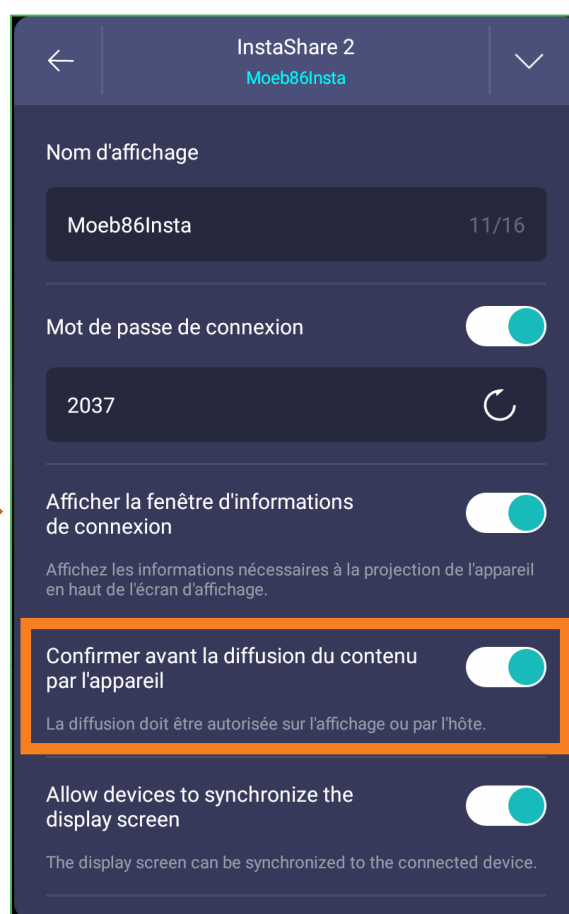 InstaShare 2
Moeb86Insta
Nom d'affichage
Moeb86Insta 11/16
Mot de passe de connexion
2037
Afficher la fenêtre d'informations
de connexion
Affichez les informations nécessaires à la projection de l'appareil
en haut de l'écran d'affichage.
Confirmer avant la diffusion du contenu
par l'appareil
La diffusion doit être autorisée sur l'affichage ou par l'hôte.
Allow devices to synchronize the
display screen
The display screen can be synchronized to the connected device.